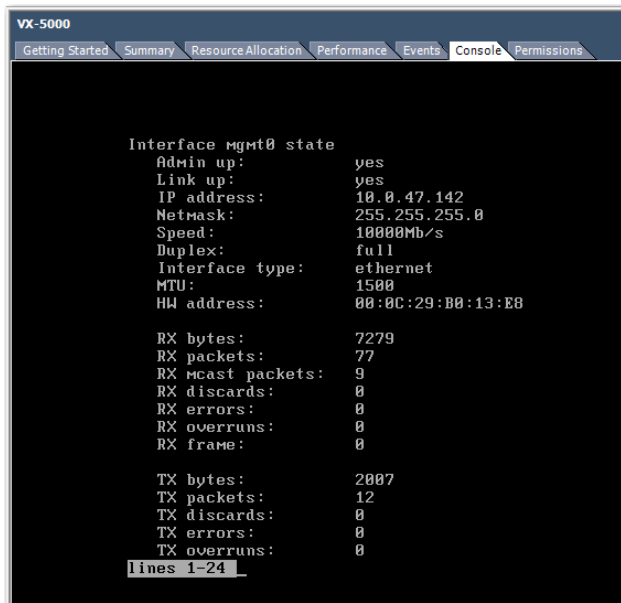 VX-5000
Getting Started Summary Resource Allocation Performance Events Console Permissions
Interface mgmt0 state
Admin up: yes
Link up: yes
IP address: 10.0.47.142
Netmask: 255.255.255.0
Speed: 10000Mb/s
Duplex: full
Interface type: ethernet
MTU: 1500
HW address: 00:0C:29:B0:13:E8
RX bytes: 7279
RX packets: 77
RX mcast packets: 9
RX discards: 0
RX errors: 0
RX overruns: 0
RX frame: 0
TX bytes: 2007
TX packets: 12
TX discards: 0
TX errors: 0
TX overruns: 0
lines 1-24 _